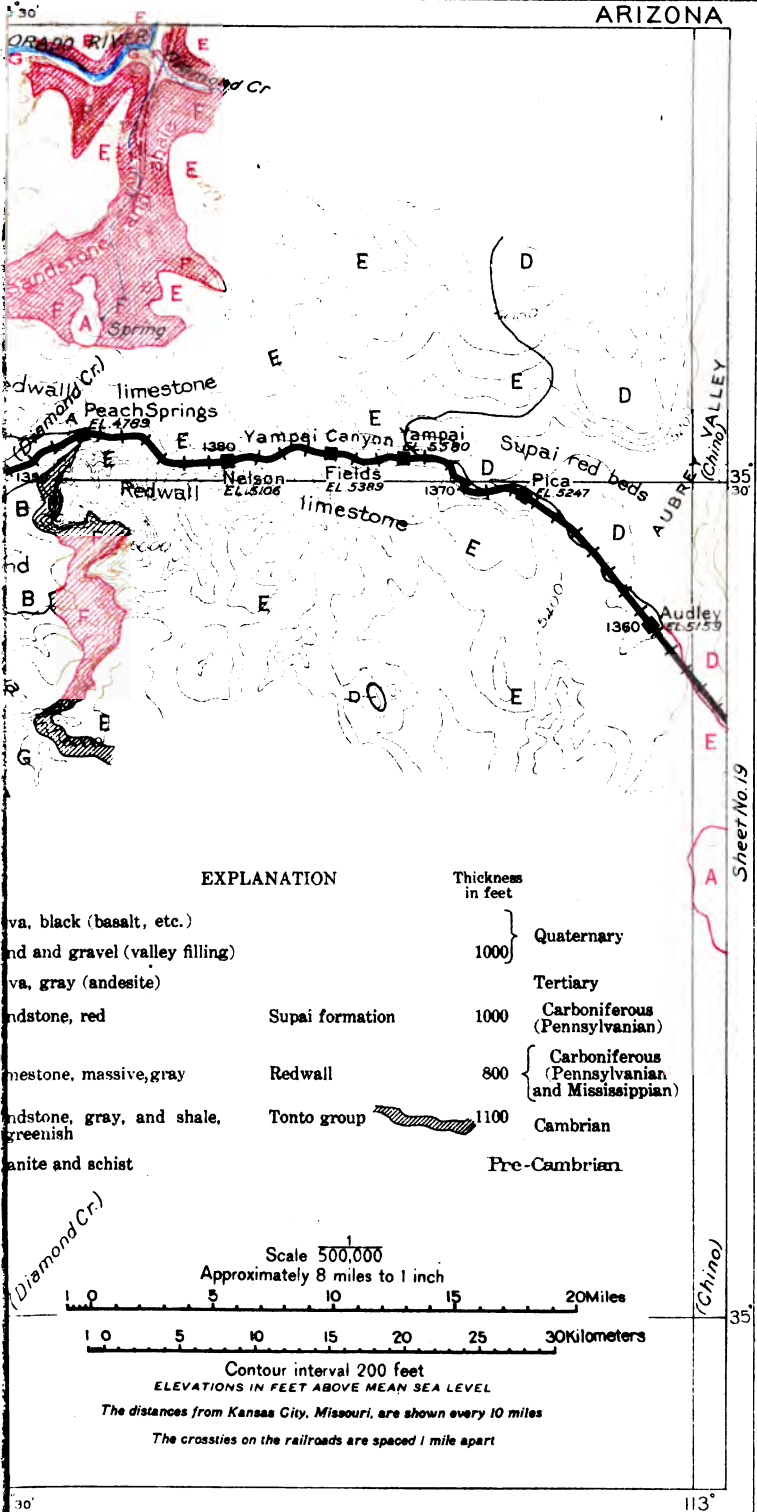 30'
ARIZONA
ORADO RIVER
E
E
E
G
Diamond Cr
F
F
E
E
Sandstone and shale
E
D
F
F
F
E
A
Spring
E
E
D
edwall limestone
(Diamond Cr.)
A
Peach Springs
EL.4789
E
AUBREY VALLEY
(Chino)
E
1380
Yampai Canyon
Yampai
EL.5580
Supai red beds
E
Nelson
EL.5106
Fields
EL.5389
1370
D
Pica
EL.5247
30'
Redwall
limestone
B
D
E
nd
B
F
E
5400
Audley
EL 5159
1360
D
D
E
E
G
E
Sheet No. 19
A
EXPLANATION
Thickness
in feet
va, black (basalt, etc.)
Quaternary
nd and gravel (valley filling) 1000
va, gray (andesite) Tertiary
ndstone, red Supai formation 1000 Carboniferous
(Pennsylvanian)
mestone, massive, gray Redwall 800 Carboniferous
(Pennsylvanian
and Mississippian)
ndstone, gray, and shale, Tonto group 1100 Cambrian
greenish
anite and schist Pre-Cambrian
(Diamond Cr.)
(Chino)
Scale 1/500,000
Approximately 8 miles to 1 inch
1 0 5 10 15 20 Miles
35°
1 0 5 10 15 20 25 30 Kilometers
Contour interval 200 feet
ELEVATIONS IN FEET ABOVE MEAN SEA LEVEL
The distances from Kansas City, Missouri, are shown every 10 miles
The crossties on the railroads are spaced 1 mile apart
30'
113°